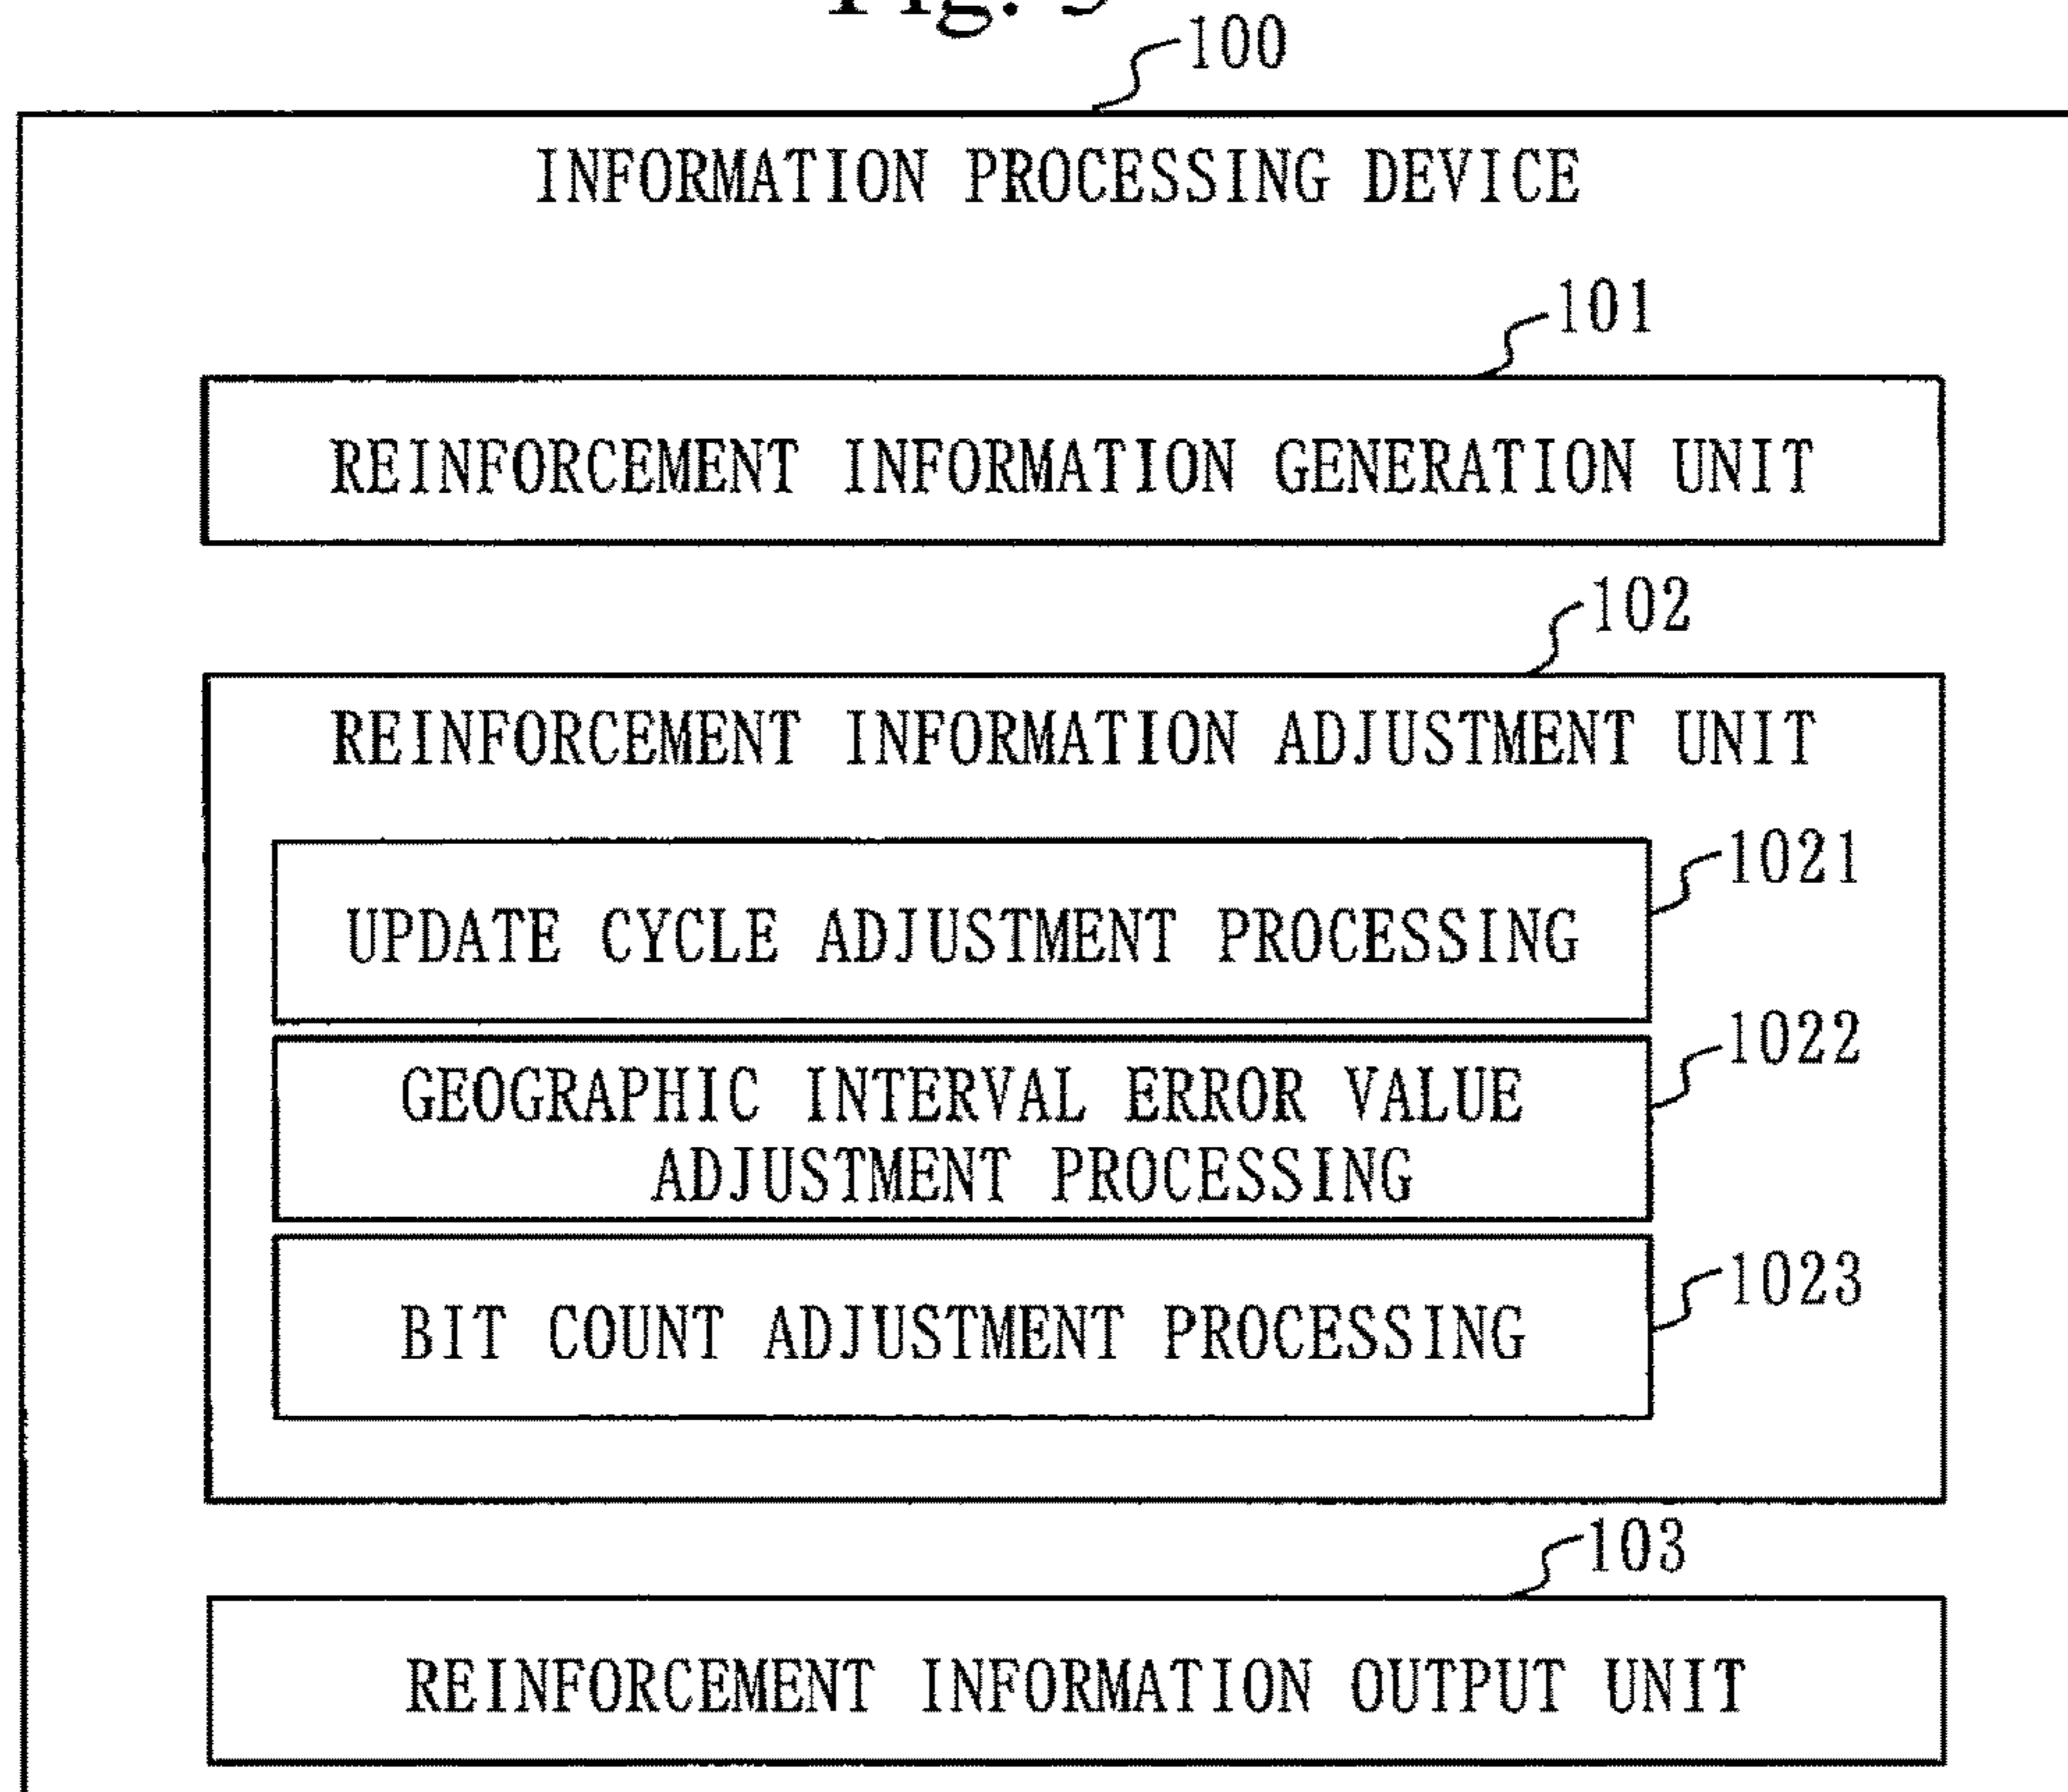 100
INFORMATION PROCESSING DEVICE
101
REINFORCEMENT INFORMATION GENERATION UNIT
102
REINFORCEMENT INFORMATION ADJUSTMENT UNIT
1021
UPDATE CYCLE ADJUSTMENT PROCESSING
1022
GEOGRAPHIC INTERVAL ERROR VALUE
ADJUSTMENT PROCESSING
1023
BIT COUNT ADJUSTMENT PROCESSING
103
REINFORCEMENT INFORMATION OUTPUT UNIT